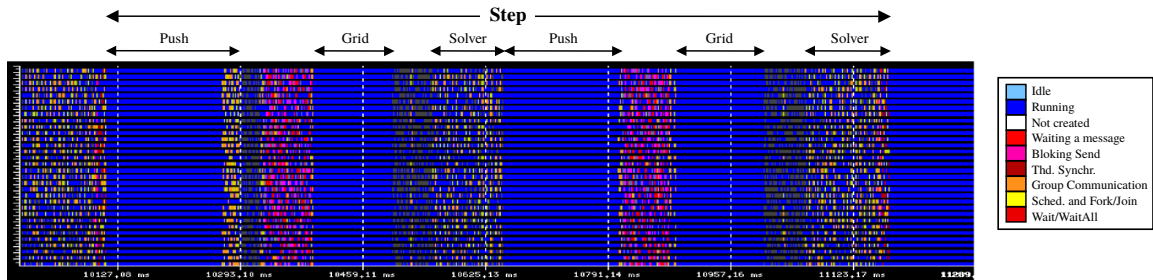 Step
Push Grid Solver Push Grid Solver
Idle
Running
Not created
Waiting a message
Bloking Send
Thd. Synchr.
Group Communication
Sched. and Fork/Join
Wait/WaitAll
10127,08 ms 10293,10 ms 10459,11 ms 10625,13 ms 10791,14 ms 10957,16 ms 11123,17 ms 11289,